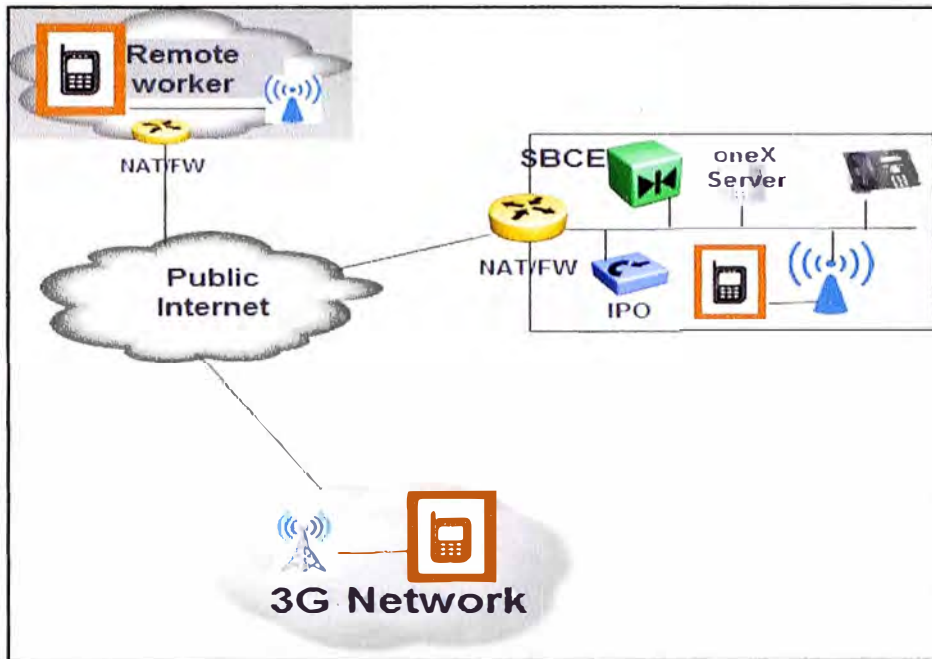 Remote
worker
NAT/FW
SBCE
oneX
Server
NAT/FW
IPO
Public
Internet
3G Network